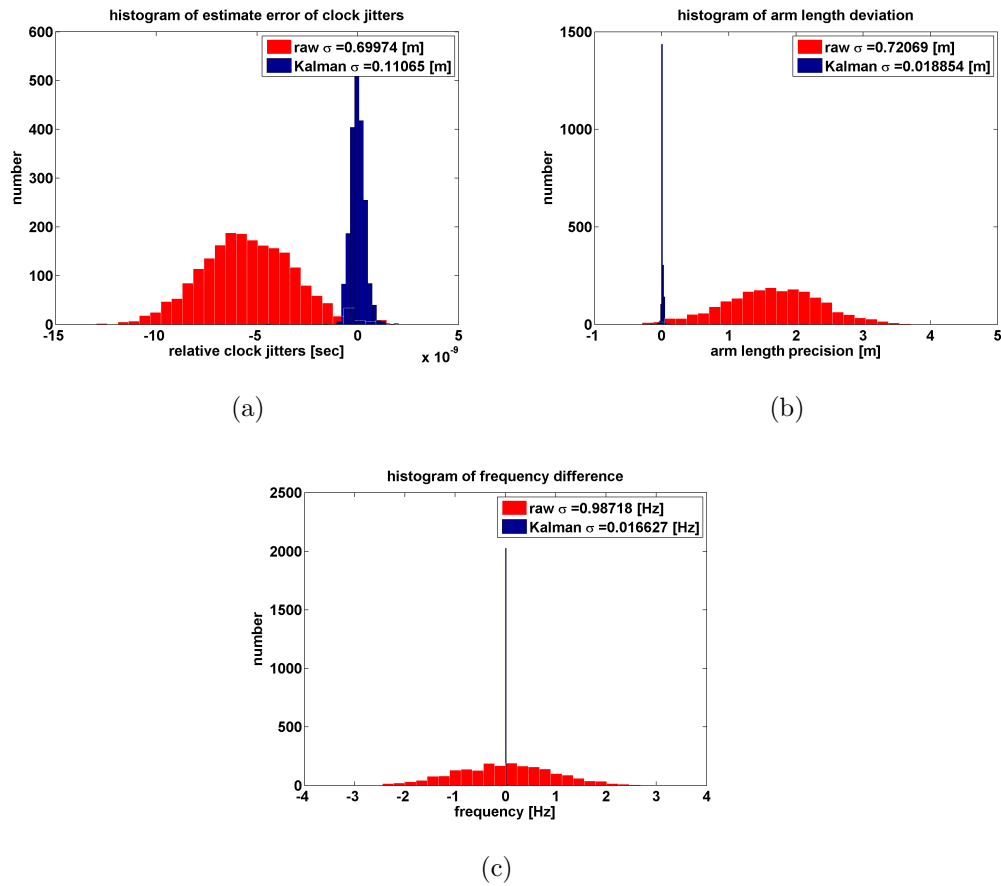 histogram of estimate error of clock jitters
raw σ =0.69974 [m]
Kalman σ =0.11065 [m]
number
600
500
400
300
200
100
0
-15
-10
-5
0
5
relative clock jitters [sec]
x 10⁻⁹
(a)
histogram of arm length deviation
raw σ =0.72069 [m]
Kalman σ =0.018854 [m]
number
1500
1000
500
0
-1
0
1
2
3
4
5
arm length precision [m]
(b)
histogram of frequency difference
raw σ =0.98718 [Hz]
Kalman σ =0.016627 [Hz]
number
2500
2000
1500
1000
500
0
-4
-3
-2
-1
0
1
2
3
4
frequency [Hz]
(c)